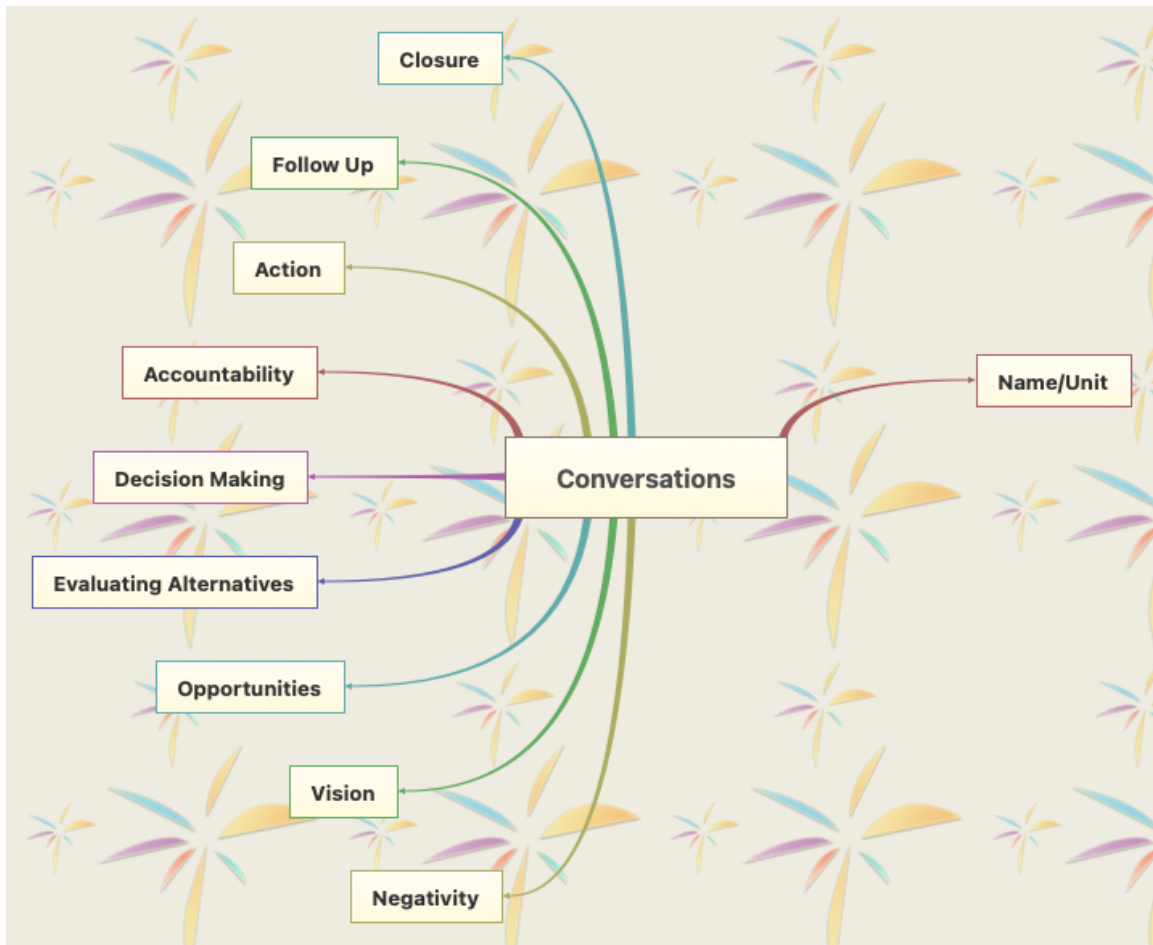 Closure
Follow Up
Action
Accountability
Name/Unit
Decision Making
Conversations
Evaluating Alternatives
Opportunities
Vision
Negativity